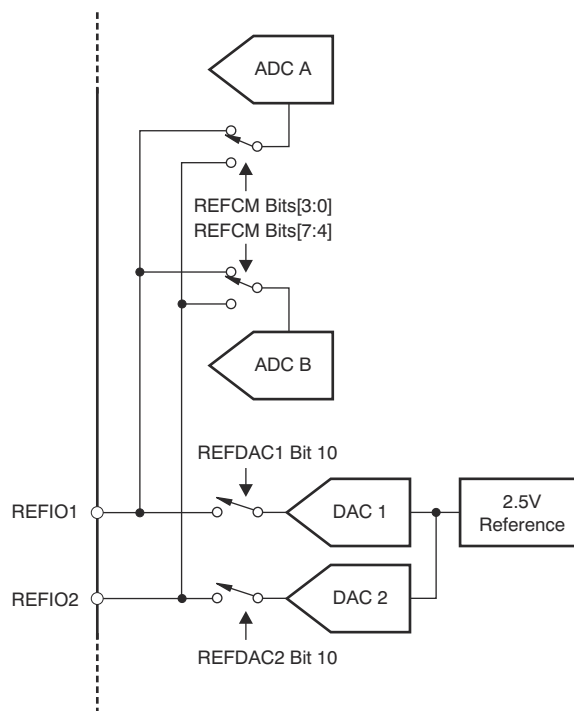 ADC A
REFCM Bits[3:0]
REFCM Bits[7:4]
ADC B
REFDAC1 Bit 10
REFIO1
DAC 1
2.5V
Reference
REFIO2
DAC 2
REFDAC2 Bit 10